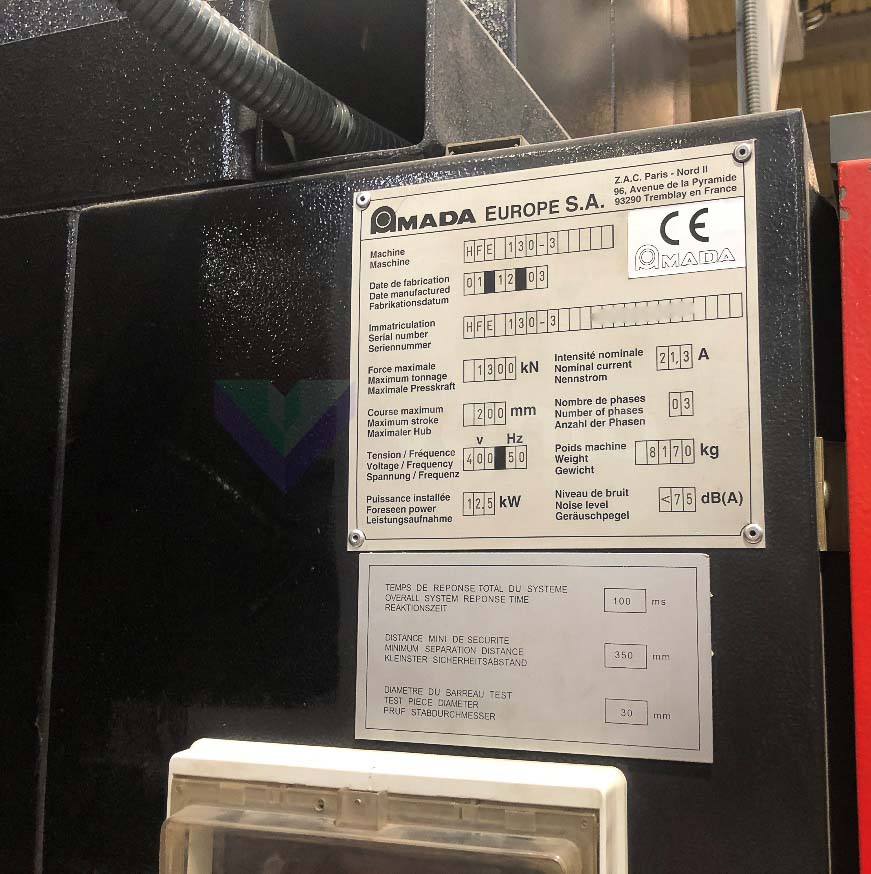 AMADA EUROPE S.A.
Z.A.C. Paris - Nord II
96, Avenue de la Pyramide
93290 Tremblay en France
CE
AMADA
Machine
Maschine
HFE 130-3
Date de fabrication
Date manufactured
Fabrikationsdatum
01 12 03
Immatriculation
Serial number
Seriennummer
HFE 130-3
Force maximale
Maximum tonnage
Maximale Presskraft
1300 kN
Intensité nominale
Nominal current
Nennstrom
21,3 A
Course maximum
Maximum stroke
Maximaler Hub
200 mm
Nombre de phases
Number of phases
Anzahl der Phasen
03
Tension / Fréquence
Voltage / Frequency
Spannung / Frequenz
V Hz
400 50
Poids machine
Weight
Gewicht
8170 kg
Puissance installée
Foreseen power
Leistungsaufnahme
12,5 kW
Niveau de bruit
Noise level
Geräuschpegel
<75 dB(A)
TEMPS DE REPONSE TOTAL DU SYSTEME
OVERALL SYSTEM REPONSE TIME
REAKTIONSZEIT
100 ms
DISTANCE MINI DE SECURITE
MINIMUM SEPARATION DISTANCE
KLEINSTER SICHERHEITSABSTAND
350 mm
DIAMETRE DU BARREAU TEST
TEST PIECE DIAMETER
PRUF STABDURCHMESSER
30 mm